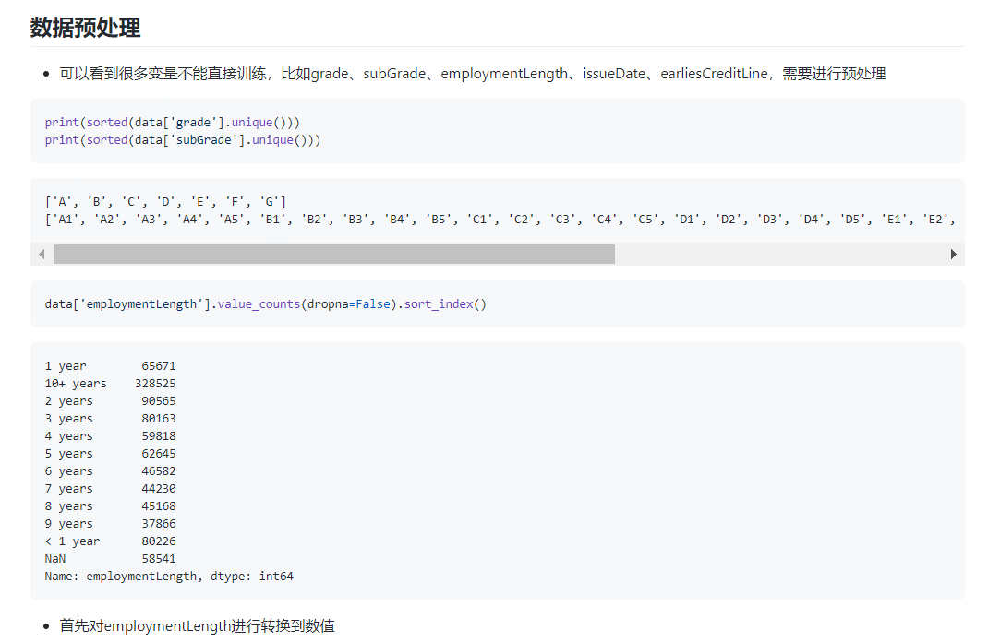 数据预处理
可以看到很多变量不能直接训练，比如grade、subGrade、employmentLength、issueDate、earliesCreditLine，需要进行预处理
print(sorted(data['grade'].unique()))
print(sorted(data['subGrade'].unique()))
['A', 'B', 'C', 'D', 'E', 'F', 'G']
['A1', 'A2', 'A3', 'A4', 'A5', 'B1', 'B2', 'B3', 'B4', 'B5', 'C1', 'C2', 'C3', 'C4', 'C5', 'D1', 'D2', 'D3', 'D4', 'D5', 'E1', 'E2',
data['employmentLength'].value_counts(dropna=False).sort_index()
1 year        65671
10+ years    328525
2 years       90565
3 years       80163
4 years       59818
5 years       62645
6 years       46582
7 years       44230
8 years       45168
9 years       37866
< 1 year      80226
NaN           58541
Name: employmentLength, dtype: int64
首先对employmentLength进行转换到数值